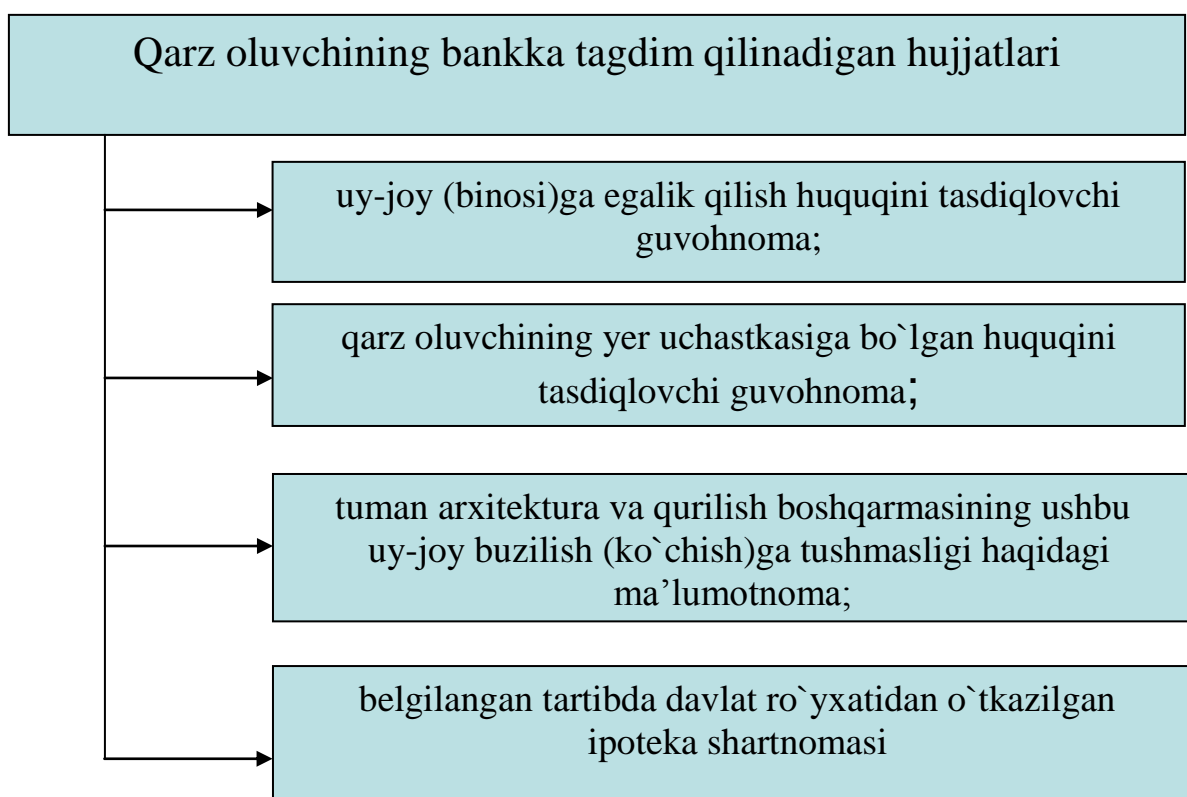 Qarz oluvchining bankka tagdim qilinadigan hujjatlari
uy-joy (binosi)ga egalik qilish huquqini tasdiqlovchi
guvohnoma;
qarz oluvchining yer uchastkasiga bo`lgan huquqini
tasdiqlovchi guvohnoma;
tuman arxitektura va qurilish boshqarmasining ushbu
uy-joy buzilish (ko`chish)ga tushmasligi haqidagi
ma’lumotnoma;
belgilangan tartibda davlat ro`yxatidan o`tkazilgan
ipoteka shartnomasi